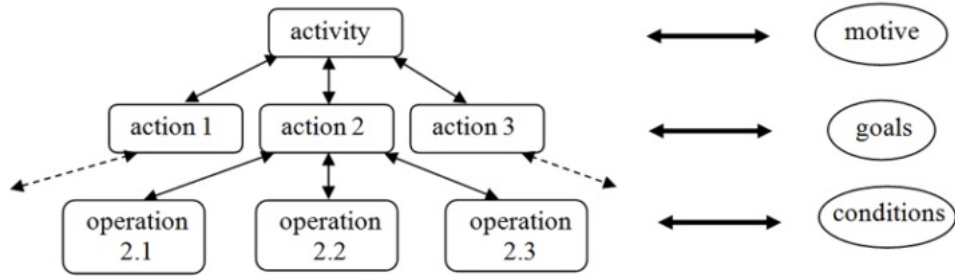 activity
motive
action 1
action 2
action 3
goals
operation
2.1
operation
2.2
operation
2.3
conditions